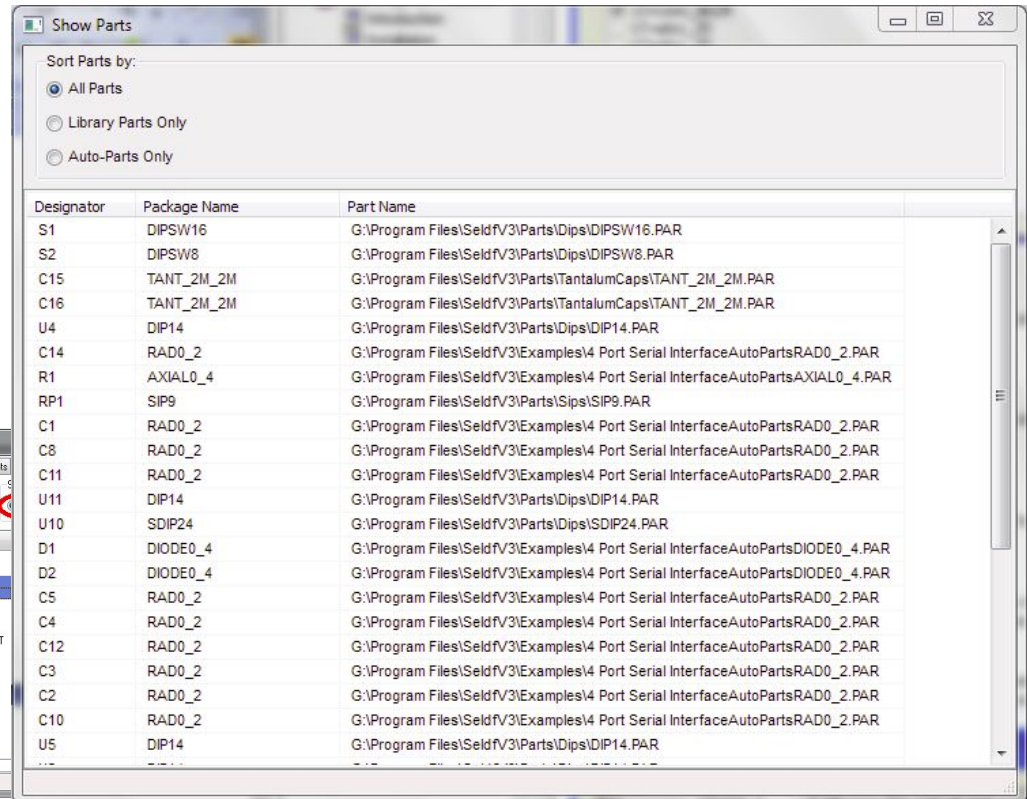 Show Parts
Sort Parts by:
All Parts
Library Parts Only
Auto-Parts Only
Designator Package Name Part Name
S1 DIPSW16 G:\Program Files\SeldfV3\Parts\Dips\DIPSW16.PAR
S2 DIPSW8 G:\Program Files\SeldfV3\Parts\Dips\DIPSW8.PAR
C15 TANT_2M_2M G:\Program Files\SeldfV3\Parts\TantalumCaps\TANT_2M_2M.PAR
C16 TANT_2M_2M G:\Program Files\SeldfV3\Parts\TantalumCaps\TANT_2M_2M.PAR
U4 DIP14 G:\Program Files\SeldfV3\Parts\Dips\DIP14.PAR
C14 RAD0_2 G:\Program Files\SeldfV3\Examples\4 Port Serial InterfaceAutoPartsRAD0_2.PAR
R1 AXIAL0_4 G:\Program Files\SeldfV3\Examples\4 Port Serial InterfaceAutoPartsAXIAL0_4.PAR
RP1 SIP9 G:\Program Files\SeldfV3\Parts\Sips\SIP9.PAR
C1 RAD0_2 G:\Program Files\SeldfV3\Examples\4 Port Serial InterfaceAutoPartsRAD0_2.PAR
C8 RAD0_2 G:\Program Files\SeldfV3\Examples\4 Port Serial InterfaceAutoPartsRAD0_2.PAR
C11 RAD0_2 G:\Program Files\SeldfV3\Examples\4 Port Serial InterfaceAutoPartsRAD0_2.PAR
U11 DIP14 G:\Program Files\SeldfV3\Parts\Dips\DIP14.PAR
U10 SDIP24 G:\Program Files\SeldfV3\Parts\Dips\SDIP24.PAR
D1 DIODE0_4 G:\Program Files\SeldfV3\Examples\4 Port Serial InterfaceAutoPartsDIODE0_4.PAR
D2 DIODE0_4 G:\Program Files\SeldfV3\Examples\4 Port Serial InterfaceAutoPartsDIODE0_4.PAR
C5 RAD0_2 G:\Program Files\SeldfV3\Examples\4 Port Serial InterfaceAutoPartsRAD0_2.PAR
C4 RAD0_2 G:\Program Files\SeldfV3\Examples\4 Port Serial InterfaceAutoPartsRAD0_2.PAR
C12 RAD0_2 G:\Program Files\SeldfV3\Examples\4 Port Serial InterfaceAutoPartsRAD0_2.PAR
C3 RAD0_2 G:\Program Files\SeldfV3\Examples\4 Port Serial InterfaceAutoPartsRAD0_2.PAR
C2 RAD0_2 G:\Program Files\SeldfV3\Examples\4 Port Serial InterfaceAutoPartsRAD0_2.PAR
C10 RAD0_2 G:\Program Files\SeldfV3\Examples\4 Port Serial InterfaceAutoPartsRAD0_2.PAR
U5 DIP14 G:\Program Files\SeldfV3\Parts\Dips\DIP14.PAR